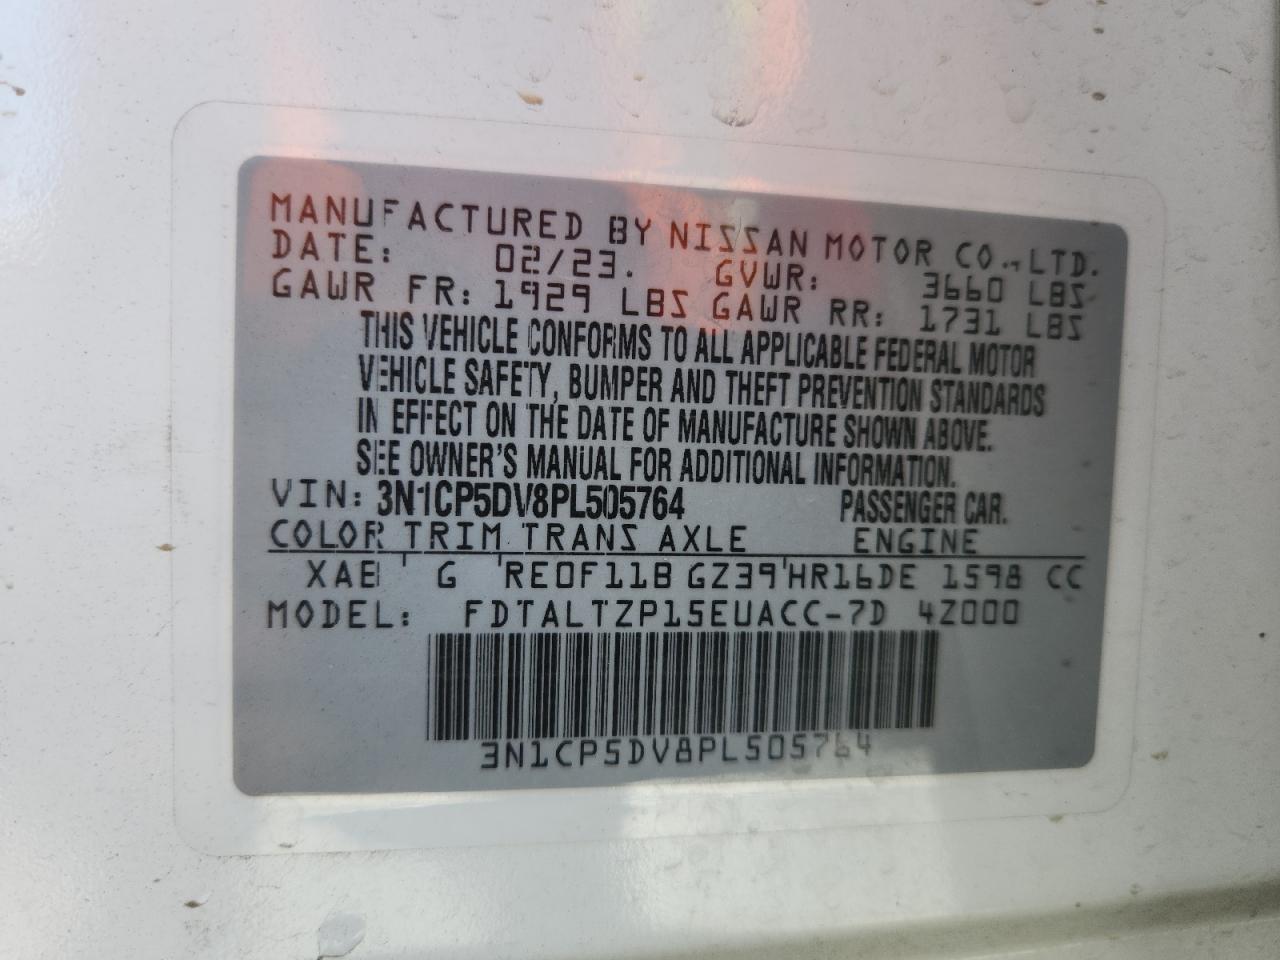 MANUFACTURED BY NISSAN MOTOR CO., LTD.
DATE: 02/23. GVWR: 3660 LBS
GAWR FR: 1929 LBS GAWR RR: 1731 LBS
THIS VEHICLE CONFORMS TO ALL APPLICABLE FEDERAL MOTOR
VEHICLE SAFETY, BUMPER AND THEFT PREVENTION STANDARDS
IN EFFECT ON THE DATE OF MANUFACTURE SHOWN ABOVE.
SEE OWNER'S MANUAL FOR ADDITIONAL INFORMATION.
VIN: 3N1CP5DV8PL505764 PASSENGER CAR.
COLOR TRIM TRANS AXLE ENGINE
XAB ' G 'RE0F11B GZ39'HR16DE 1598 CC
MODEL: FDTALTZP15EUACC-7D 4Z000
3N1CP5DV8PL505764